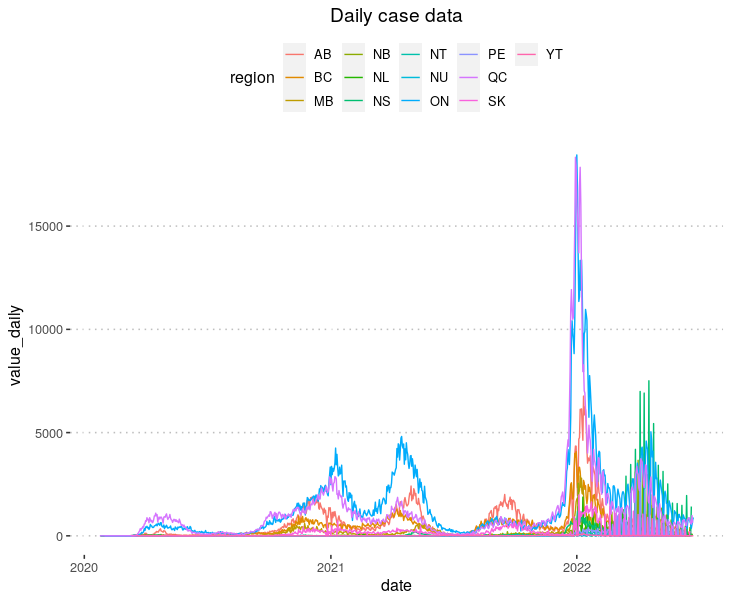 Daily case data
region
AB NB NT PE YT
BC NL NU QC
MB NS ON SK
value_daily
15000
10000
5000
0
2020 2021 2022
date